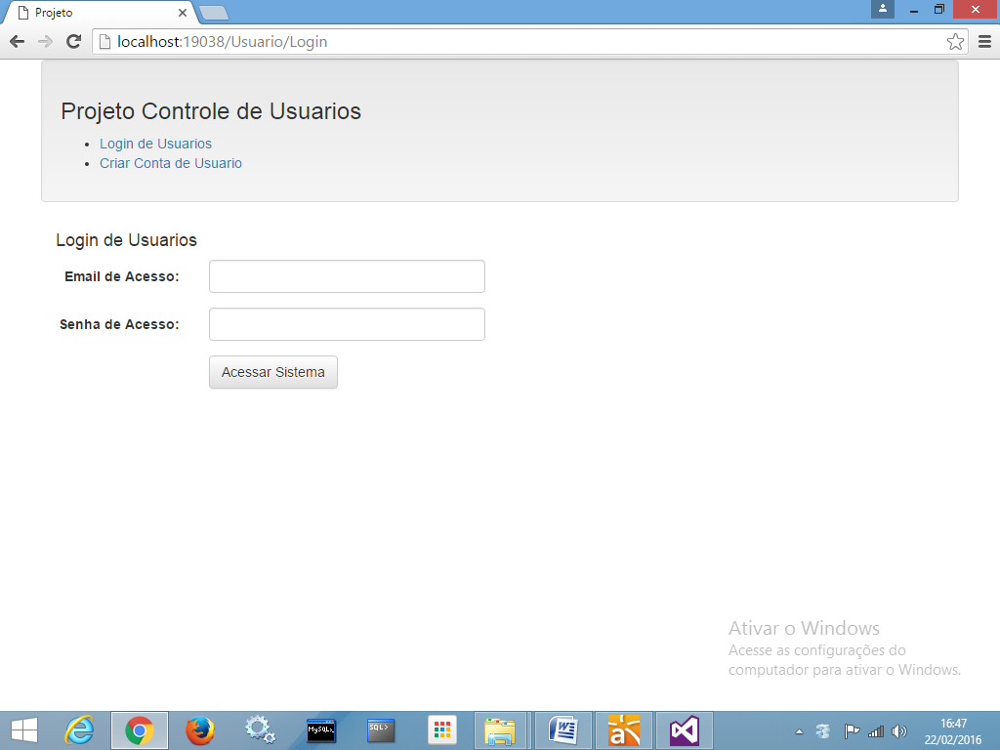 Projeto
localhost:19038/Usuario/Login
Projeto Controle de Usuarios
Login de Usuarios
Criar Conta de Usuario
Login de Usuarios
Email de Acesso:
Senha de Acesso:
Acessar Sistema
Ativar o Windows
Acesse as configurações do
computador para ativar o Windows.
MySQL>
SQL>
16:47
22/02/2016